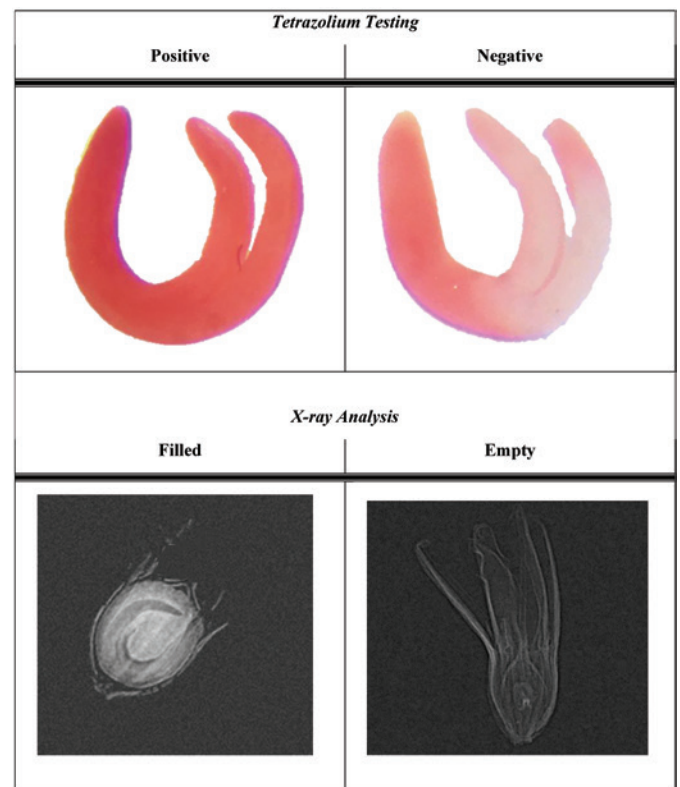 Tetrazolium Testing
Positive Negative
X-ray Analysis
Filled Empty